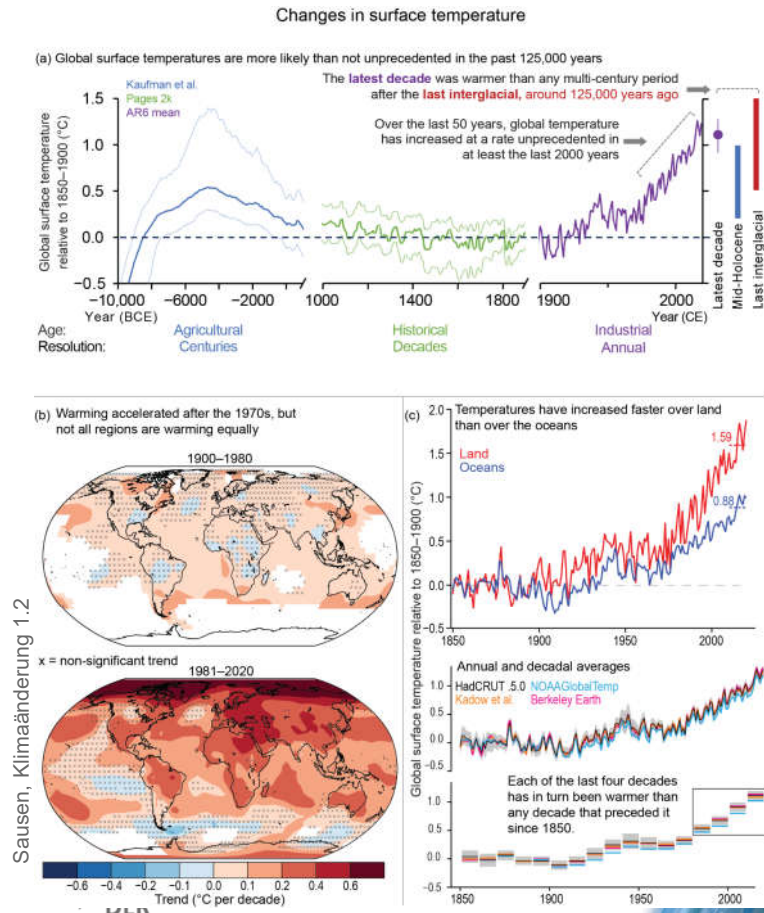 Changes in surface temperature
(a) Global surface temperatures are more likely than not unprecedented in the past 125,000 years
Kaufman et al.
Pages 2k
AR6 mean
The latest decade was warmer than any multi-century period
after the last interglacial, around 125,000 years ago
Over the last 50 years, global temperature
has increased at a rate unprecedented in
at least the last 2000 years
Global surface temperature
relative to 1850–1900 (°C)
1.5
1.0
0.5
0.0
−0.5
−10,000 −6000 −2000
1000 1400 1800
1900 2000
Year (BCE)
Year (CE)
Latest decade
Mid-Holocene
Last interglacial
Age: Agricultural Historical Industrial
Resolution: Centuries Decades Annual
(b) Warming accelerated after the 1970s, but
not all regions are warming equally
1900–1980
x = non-significant trend
1981–2020
−0.6 −0.4 −0.2 −0.1 0.0 0.1 0.2 0.4 0.6
Trend (°C per decade)
Sausen, Klimaänderung 1.2
(c) Temperatures have increased faster over land
than over the oceans
Land
Oceans
1.59
0.88
Global surface temperature relative to 1850–1900 (°C)
2.0
1.5
1.0
0.5
0.0
−0.5
1850 1900 1950 2000
Annual and decadal averages
HadCRUT .5.0 NOAAGlobalTemp
Kadow et al. Berkeley Earth
1.0
0.5
0.0
−0.5
Each of the last four decades
has in turn been warmer than
any decade that preceded it
since 1850.
1.0
0.5
0.0
−0.5
1850 1900 1950 2000